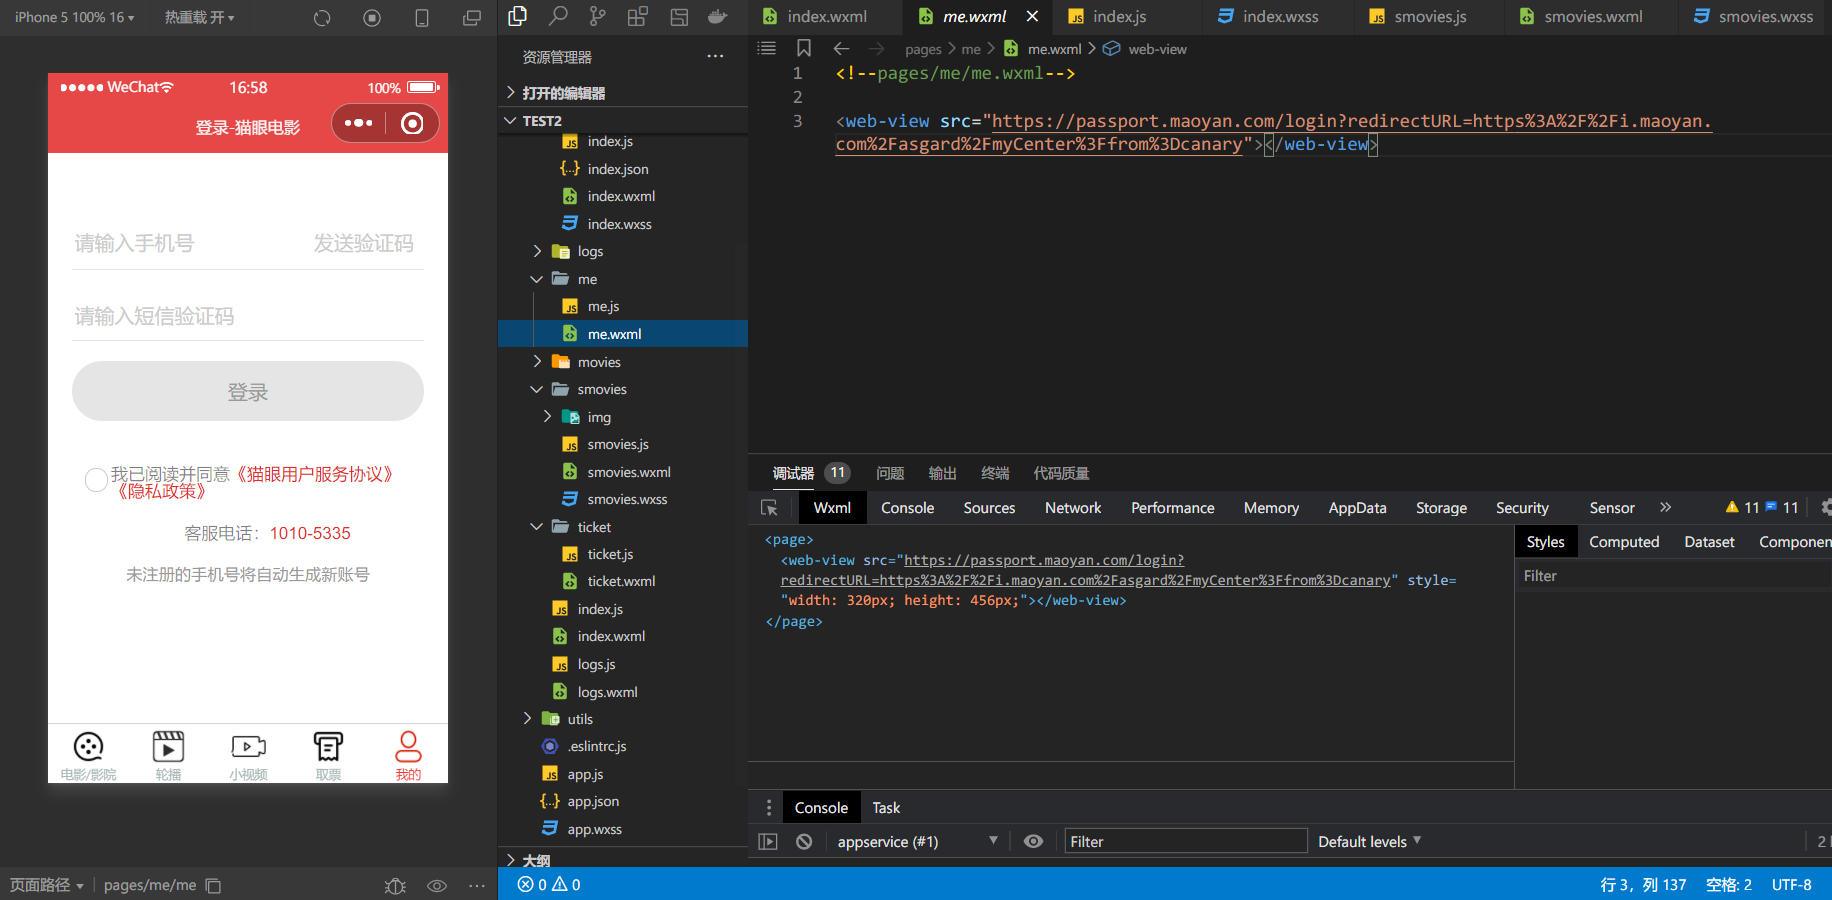 iPhone 5 100% 16
热重载 开
WeChat
16:58
100%
登录-猫眼电影
请输入手机号
发送验证码
请输入短信验证码
登录
我已阅读并同意《猫眼用户服务协议》
《隐私政策》
客服电话：1010-5335
未注册的手机号将自动生成新账号
电影/影院
轮播
小视频
取票
我的
页面路径
pages/me/me
资源管理器
打开的编辑器
TEST2
index.js
index.json
index.wxml
index.wxss
logs
me
me.js
me.wxml
movies
smovies
img
smovies.js
smovies.wxml
smovies.wxss
ticket
ticket.js
ticket.wxml
index.js
index.wxml
logs.js
logs.wxml
utils
.eslintrc.js
app.js
app.json
app.wxss
大纲
0 0
index.wxml
me.wxml
index.js
index.wxss
smovies.js
smovies.wxml
smovies.wxss
pages > me > me.wxml > web-view
1 <!--pages/me/me.wxml-->
2
3 <web-view src="https://passport.maoyan.com/login?redirectURL=https%3A%2F%2Fi.maoyan.
com%2Fasgard%2FmyCenter%3Ffrom%3Dcanary"></web-view>
调试器 11
问题
输出
终端
代码质量
Wxml
Console
Sources
Network
Performance
Memory
AppData
Storage
Security
Sensor
11
11
<page>
<web-view src="https://passport.maoyan.com/login?
redirectURL=https%3A%2F%2Fi.maoyan.com%2Fasgard%2FmyCenter%3Ffrom%3Dcanary" style=
"width: 320px; height: 456px;"></web-view>
</page>
Styles
Computed
Dataset
Componen
Filter
Console
Task
appservice (#1)
Filter
Default levels
2
行 3，列 137
空格: 2
UTF-8